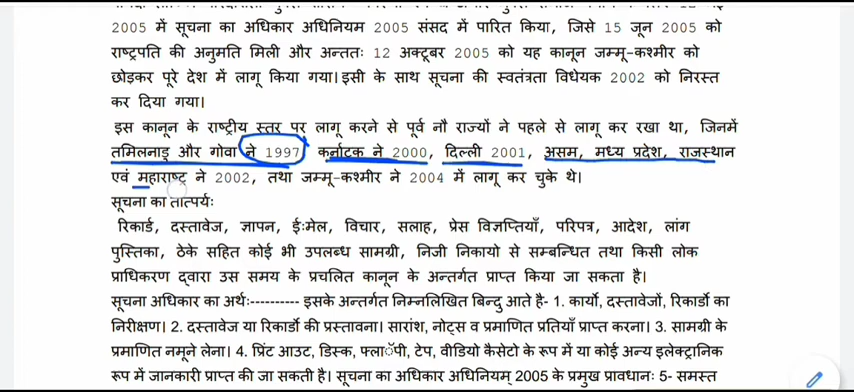 2005 में सूचना का अधिकार अधिनियम 2005 संसद में पारित किया, जिसे 15 जून 2005 को
राष्ट्रपति की अनुमति मिली और अन्ततः 12 अक्टूबर 2005 को यह कानून जम्मू-कश्मीर को
छोड़कर पूरे देश में लागू किया गया। इसी के साथ सूचना की स्वतंत्रता विधेयक 2002 को निरस्त
कर दिया गया।
इस कानून के राष्ट्रीय स्तर पर लागू करने से पूर्व नौ राज्यों ने पहले से लागू कर रखा था, जिनमें
तमिलनाडु और गोवा ने 1997 कर्नाटक ने 2000, दिल्ली 2001, असम, मध्य प्रदेश, राजस्थान
एवं महाराष्ट्र ने 2002, तथा जम्मू-कश्मीर ने 2004 में लागू कर चुके थे।
सूचना का तात्पर्यः
रिकार्ड, दस्तावेज, ज्ञापन, ईःमेल, विचार, सलाह, प्रेस विज्ञप्तियाँ, परिपत्र, आदेश, लांग
पुस्तिका, ठेके सहित कोई भी उपलब्ध सामग्री, निजी निकायो से सम्बन्धित तथा किसी लोक
प्राधिकरण द्वारा उस समय के प्रचलित कानून के अन्तर्गत प्राप्त किया जा सकता है।
सूचना अधिकार का अर्थः---------- इसके अन्तर्गत निम्नलिखित बिन्दु आते है- 1. कार्यो, दस्तावेजों, रिकार्डो का
निरीक्षण। 2. दस्तावेज या रिकार्डो की प्रस्तावना। सारांश, नोट्स व प्रमाणित प्रतियाँ प्राप्त करना। 3. सामग्री के
प्रमाणित नमूने लेना। 4. प्रिंट आउट, डिस्क, फ्लाॅपी, टेप, वीडियो कैसेटो के रूप में या कोई अन्य इलेक्ट्रानिक
रूप में जानकारी प्राप्त की जा सकती है। सूचना का अधिकार अधिनियम् 2005 के प्रमुख प्रावधानः 5- समस्त